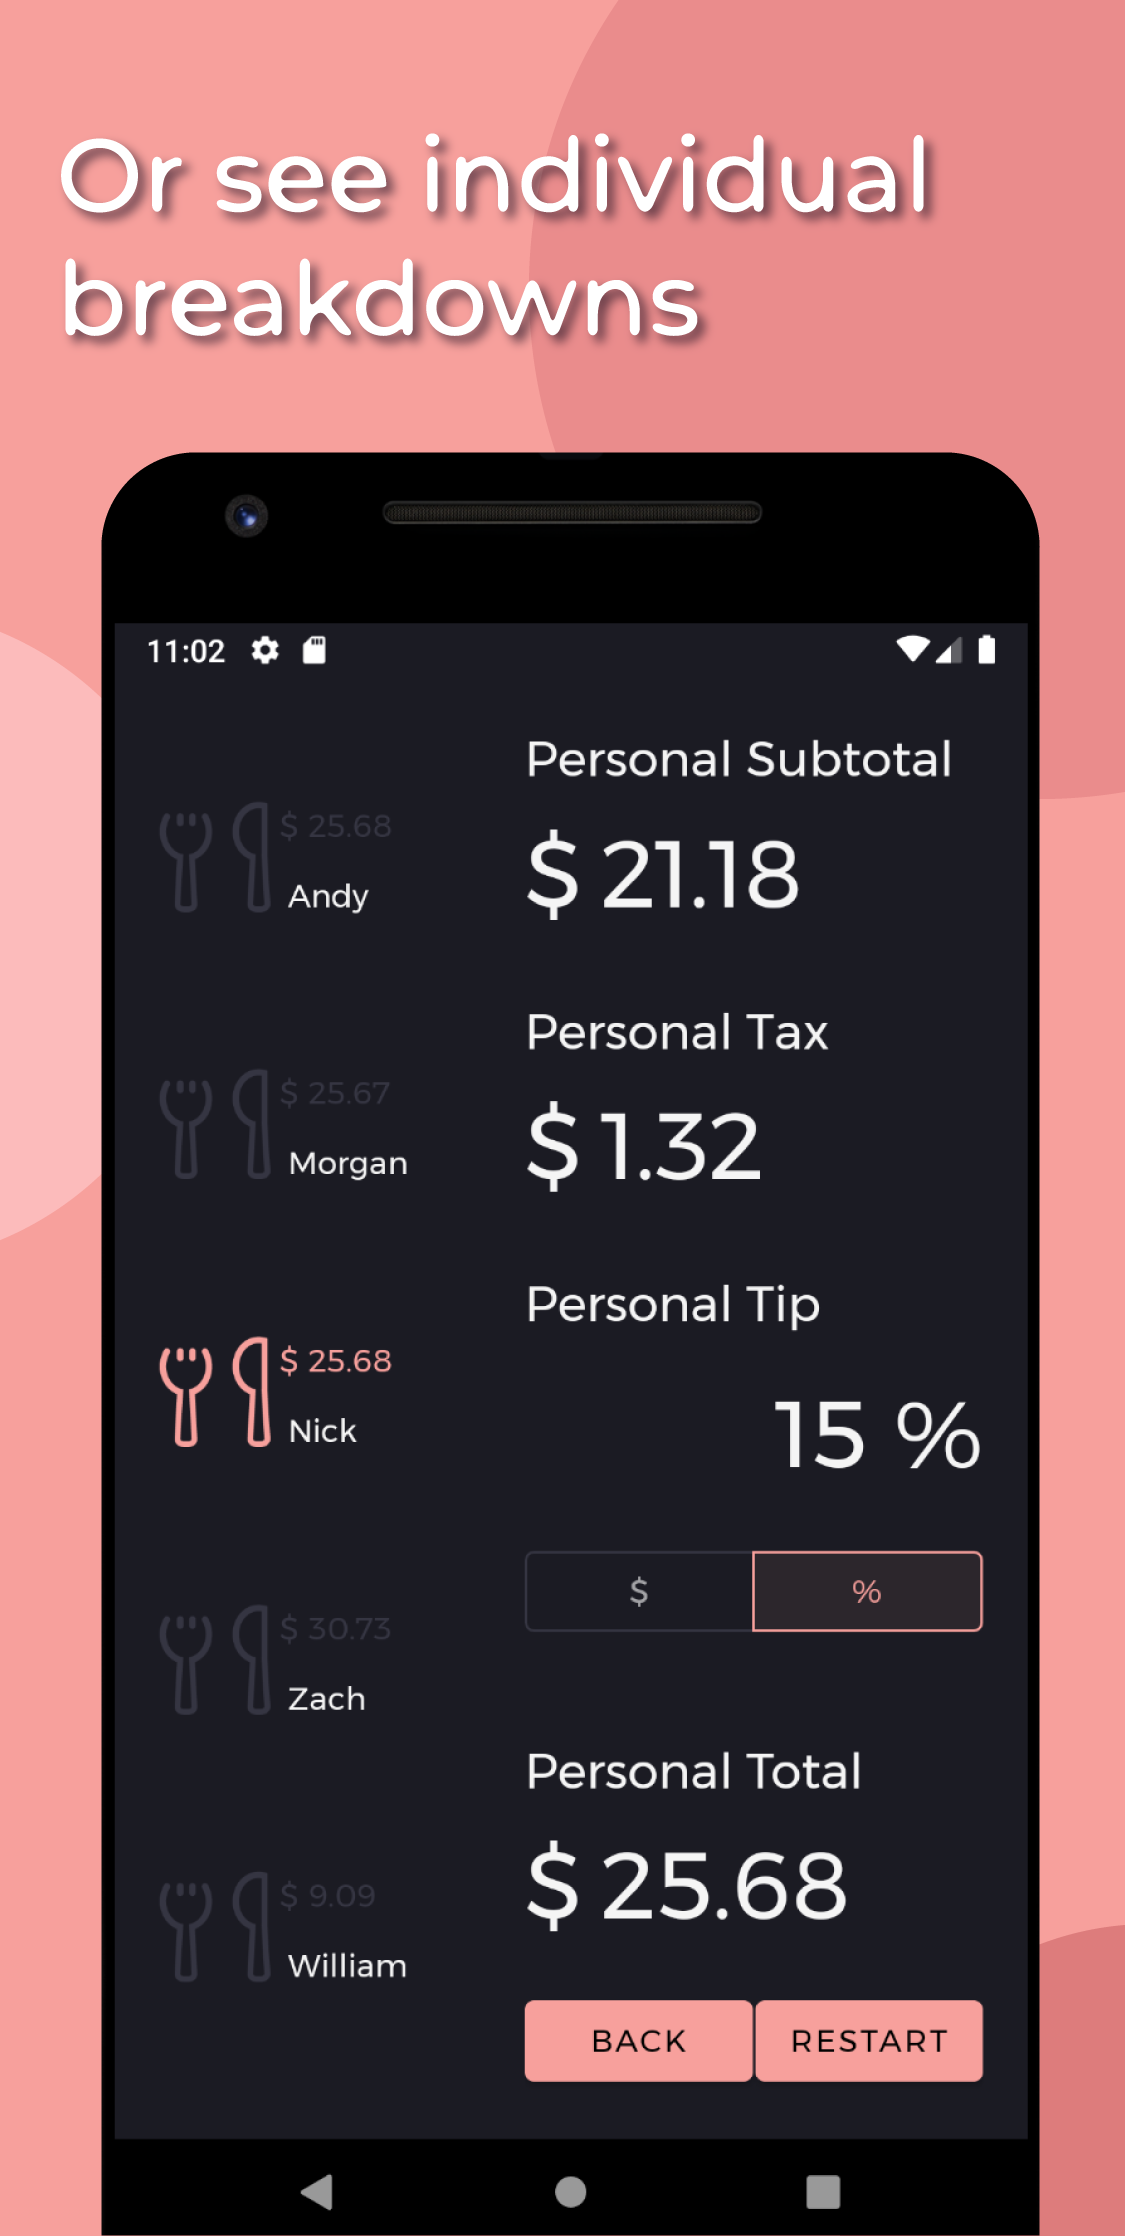 Or see individual
breakdowns
11:02
$ 25.68
Andy
$ 25.67
Morgan
$ 25.68
Nick
$ 30.73
Zach
$ 9.09
William
Personal Subtotal
$ 21.18
Personal Tax
$ 1.32
Personal Tip
15 %
$ %
Personal Total
$ 25.68
BACK RESTART